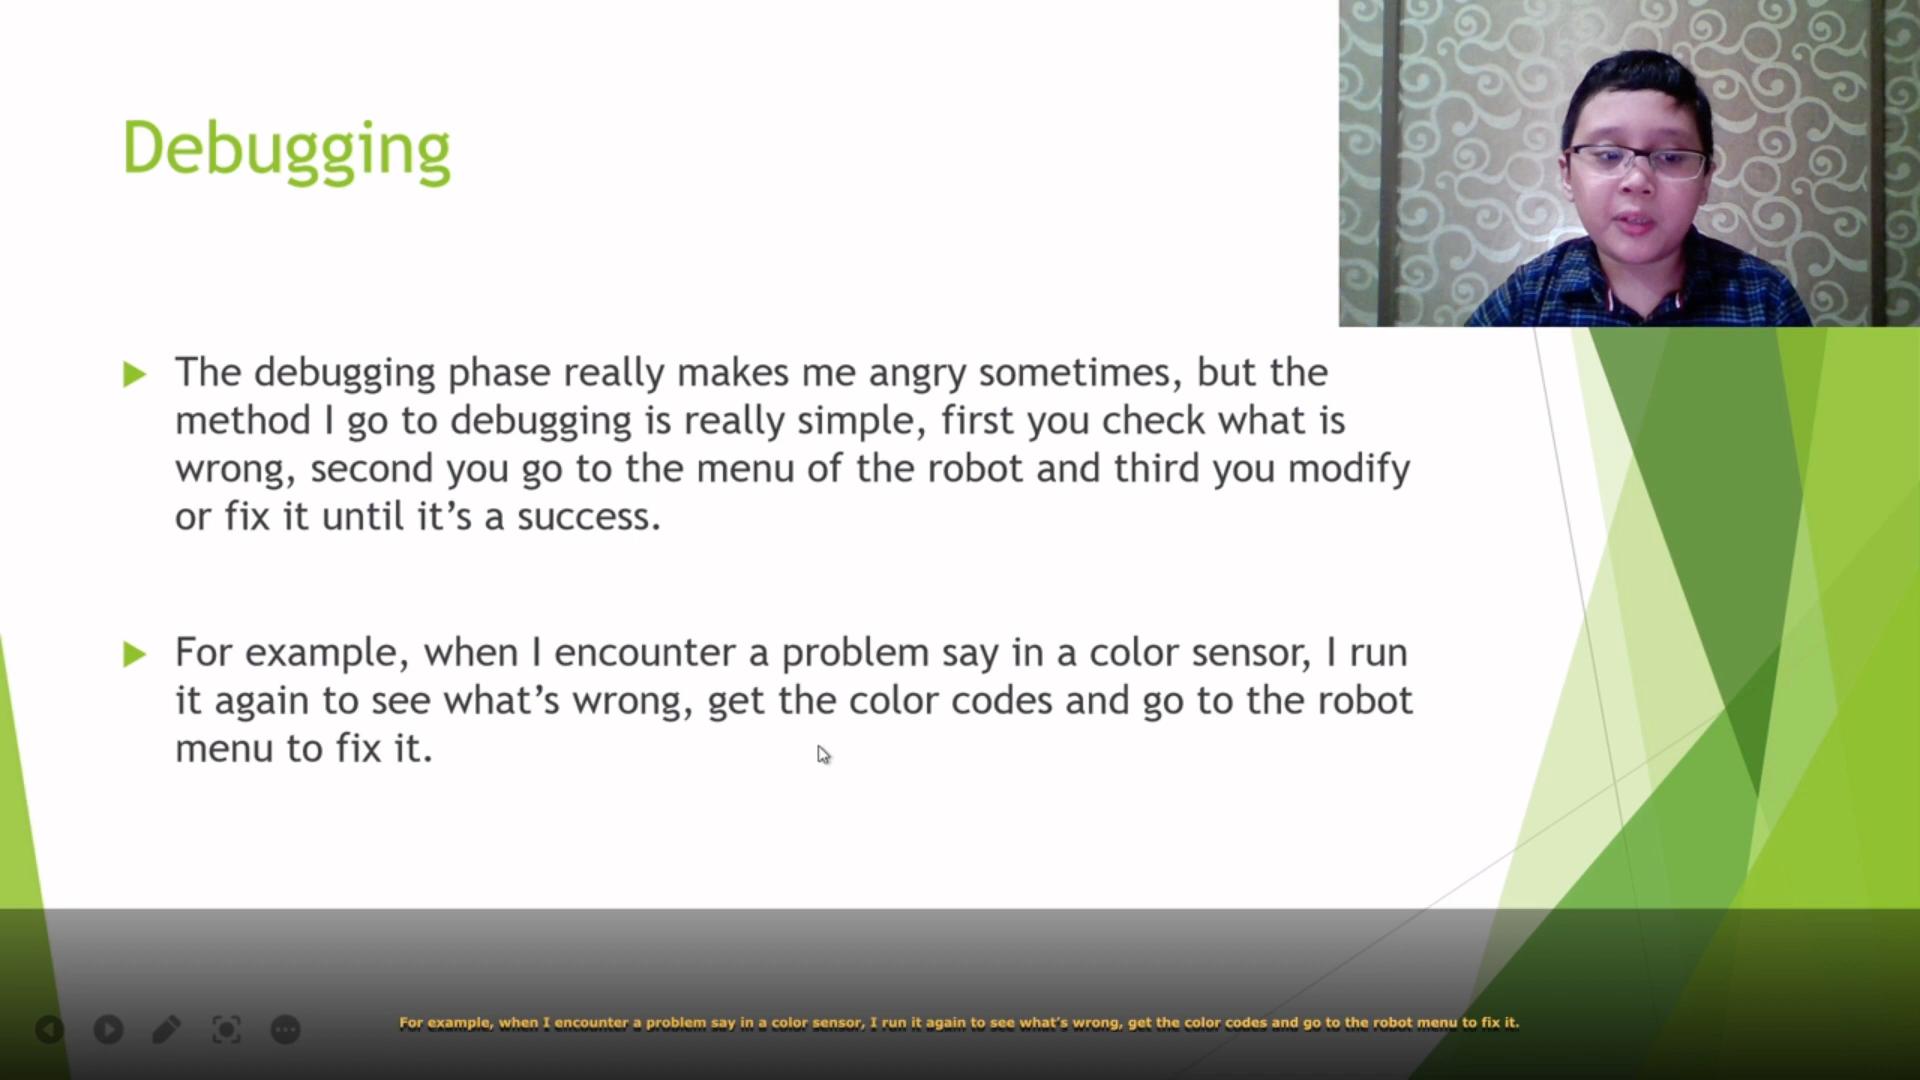 Debugging
The debugging phase really makes me angry sometimes, but the
method I go to debugging is really simple, first you check what is
wrong, second you go to the menu of the robot and third you modify
or fix it until it’s a success.
For example, when I encounter a problem say in a color sensor, I run
it again to see what’s wrong, get the color codes and go to the robot
menu to fix it.
For example, when I encounter a problem say in a color sensor, I run it again to see what’s wrong, get the color codes and go to the robot menu to fix it.